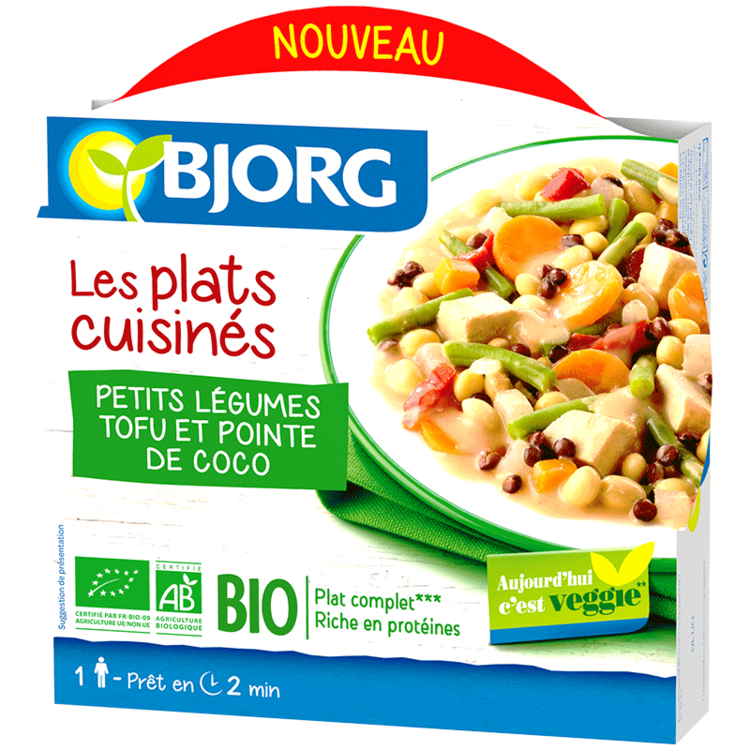 NOUVEAU
BJORG
Les plats
cuisinés
PETITS LÉGUMES
TOFU ET POINTE
DE COCO
Suggestion de présentation
CERTIFIÉ PAR FR-BIO-09
AGRICULTURE UE/NON UE
CERTIFIÉ
AB
AGRICULTURE
BIOLOGIQUE
BIO
Plat complet***
Riche en protéines
Aujourd'hui
c'est veggie**
1 - Prêt en 2 min